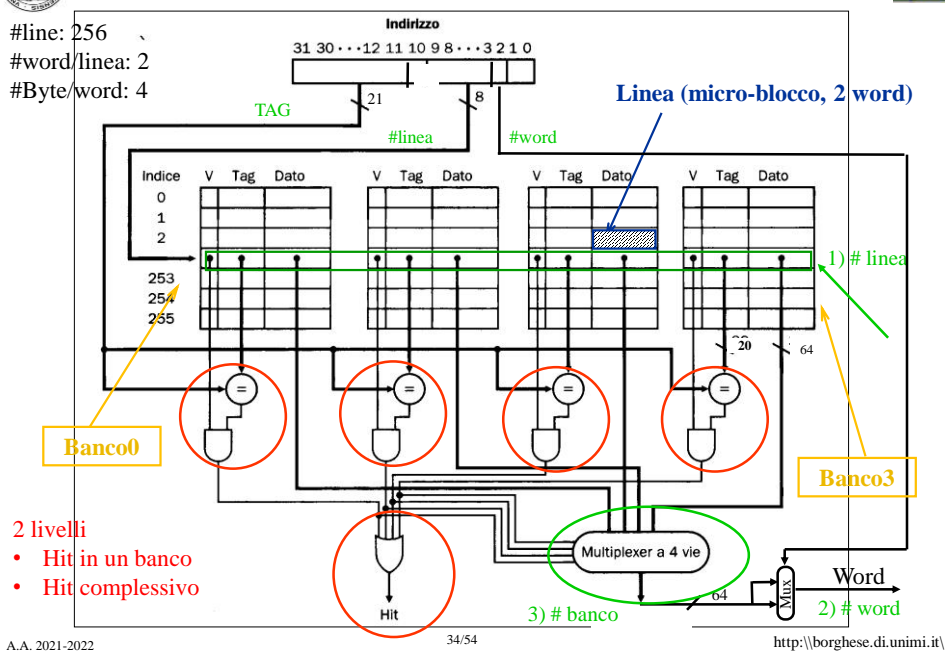 #line: 256
#word/linea: 2
#Byte/word: 4
Indirizzo
31 30 · · · 12 11 10 9 8 · · · 3 2 1 0
21
8
TAG
#linea
#word
Linea (micro-blocco, 2 word)
Indice V Tag Dato V Tag Dato V Tag Dato V Tag Dato
0
1
2
1) # linea
253
254
255
20
64
= = = =
Banco0
Banco3
2 livelli
• Hit in un banco
• Hit complessivo
Multiplexer a 4 vie
Hit
3) # banco
64
Mux
Word
2) # word
A.A. 2021-2022
34/54
http:\\borghese.di.unimi.it\